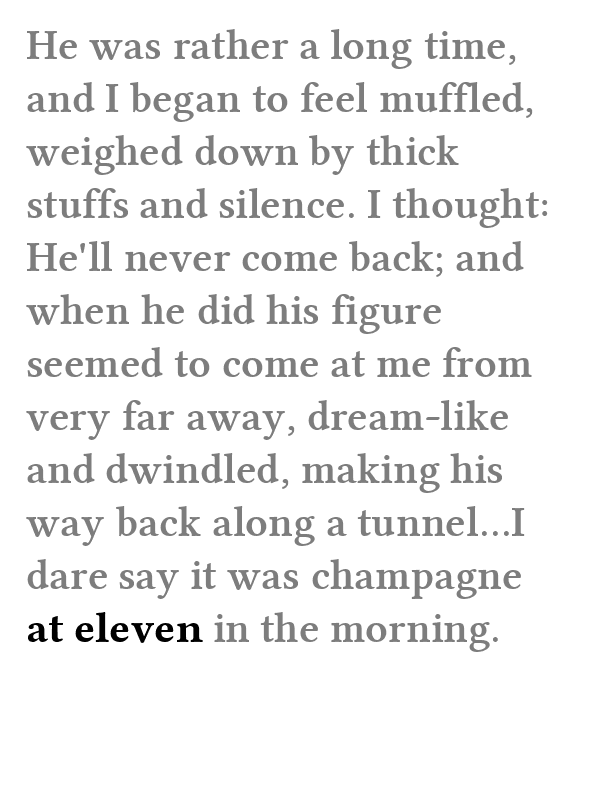 He was rather a long time,
and I began to feel muffled,
weighed down by thick
stuffs and silence. I thought:
He'll never come back; and
when he did his figure
seemed to come at me from
very far away, dream-like
and dwindled, making his
way back along a tunnel...I
dare say it was champagne
at eleven in the morning.